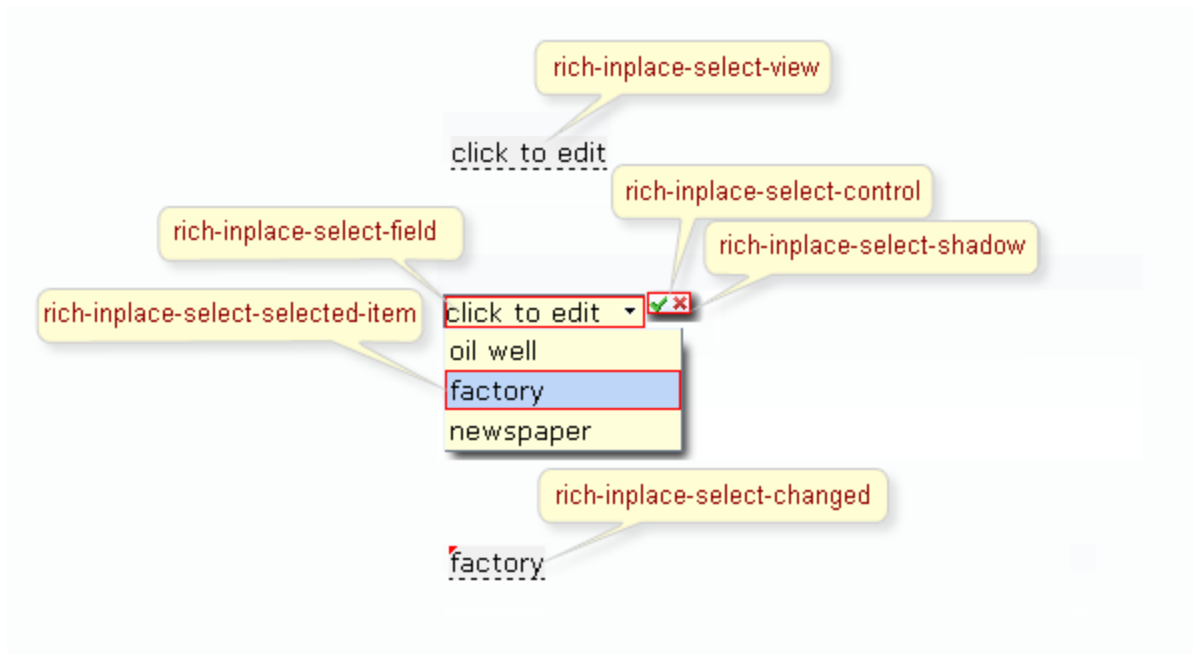 rich-inplace-select-view
click to edit
rich-inplace-select-control
rich-inplace-select-field
rich-inplace-select-shadow
rich-inplace-select-selected-item
click to edit
oil well
factory
newspaper
rich-inplace-select-changed
factory